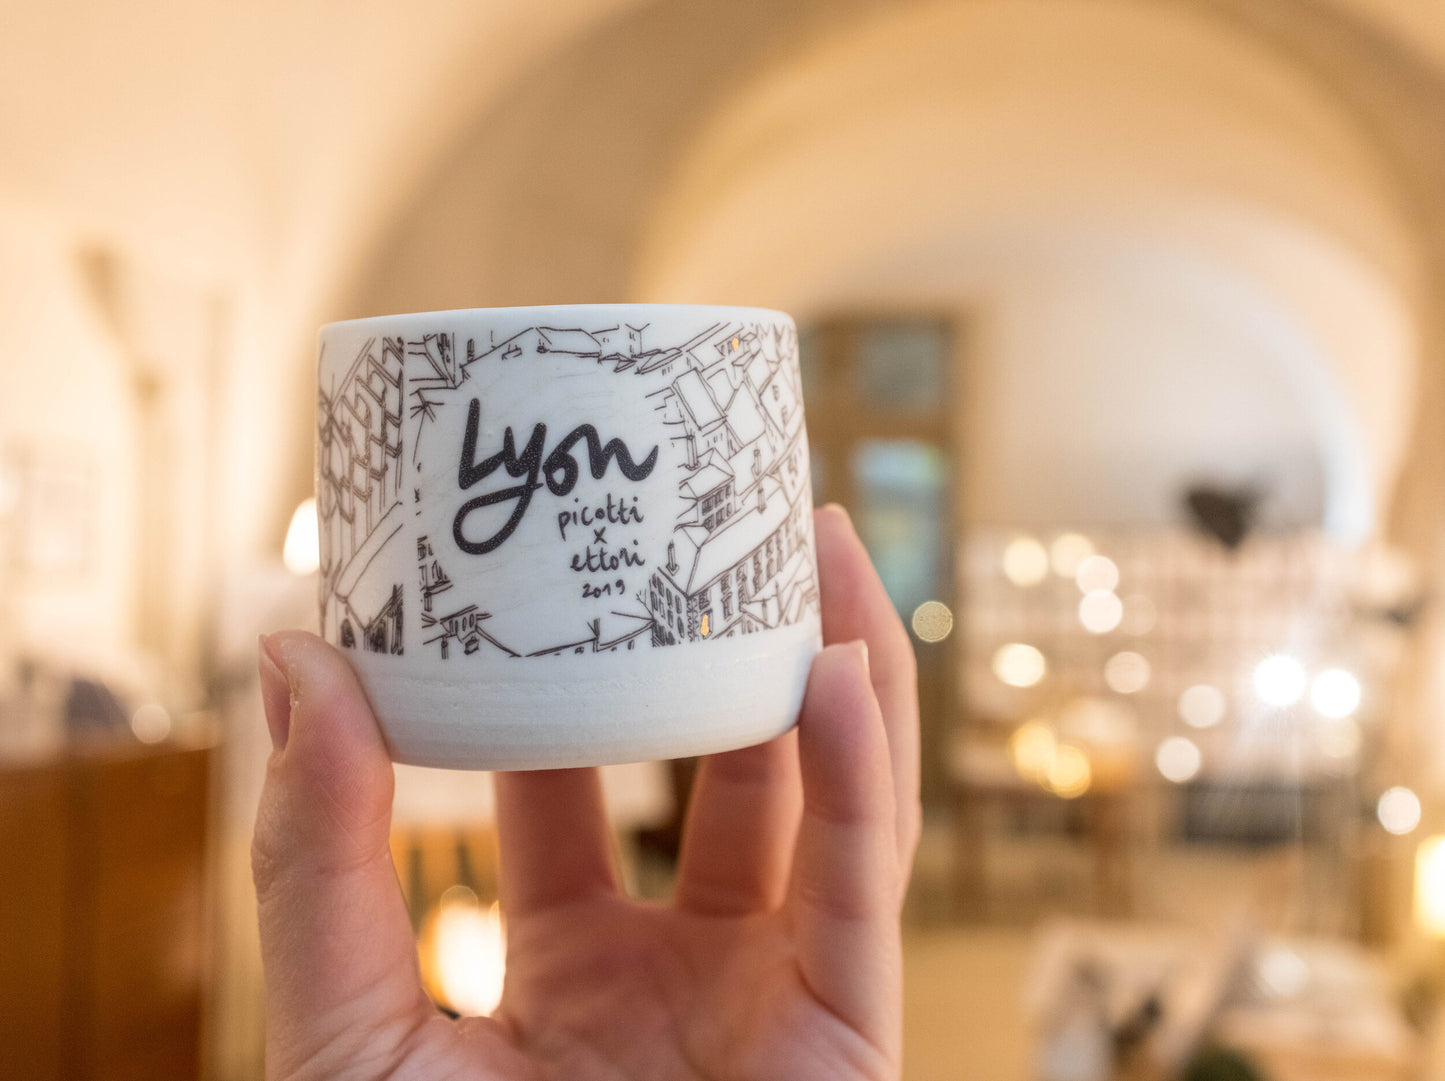 Lyon
picotti
x
ettori
2019